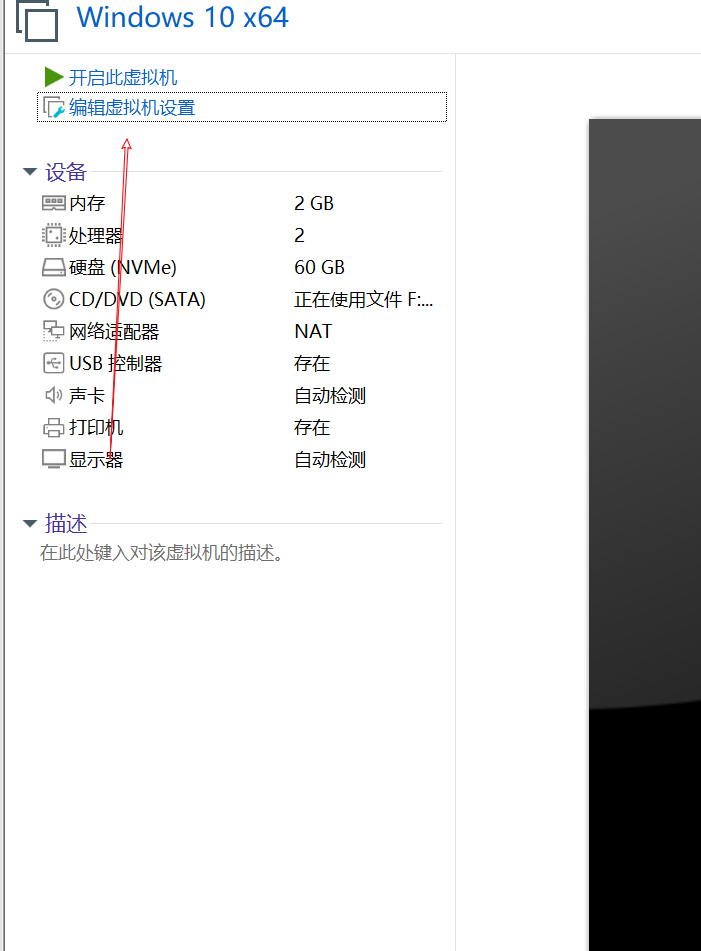 Windows 10 x64
开启此虚拟机
编辑虚拟机设置
设备
内存 2 GB
处理器 2
硬盘 (NVMe) 60 GB
CD/DVD (SATA) 正在使用文件 F:...
网络适配器 NAT
USB 控制器 存在
声卡 自动检测
打印机 存在
显示器 自动检测
描述
在此处键入对该虚拟机的描述。